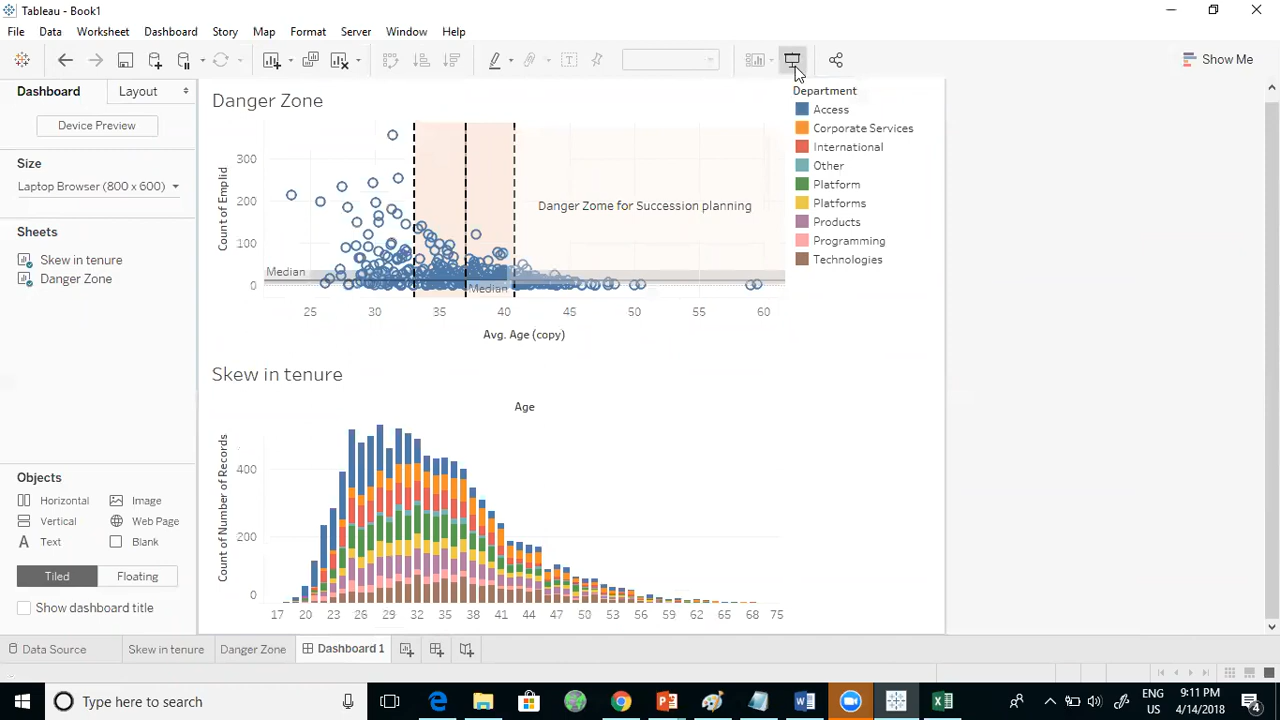 Tableau - Book1
File Data Worksheet Dashboard Story Map Format Server Window Help
Show Me
Dashboard Layout
Device Preview
Size
Laptop Browser (800 x 600)
Sheets
Skew in tenure
Danger Zone
Objects
Horizontal Image
Vertical Web Page
A Text Blank
Tiled Floating
Show dashboard title
Danger Zone
Count of Emplid
300
200
100
0
Median
Median
Danger Zome for Succession planning
25 30 35 40 45 50 55 60
Avg. Age (copy)
Department
Access
Corporate Services
International
Other
Platform
Platforms
Products
Programming
Technologies
Skew in tenure
Age
Count of Number of Records
400
200
0
17 20 23 26 29 32 35 38 41 44 47 50 53 56 59 62 65 68 75
Data Source Skew in tenure Danger Zone Dashboard 1
Type here to search
ENG
US
9:11 PM
4/14/2018
4